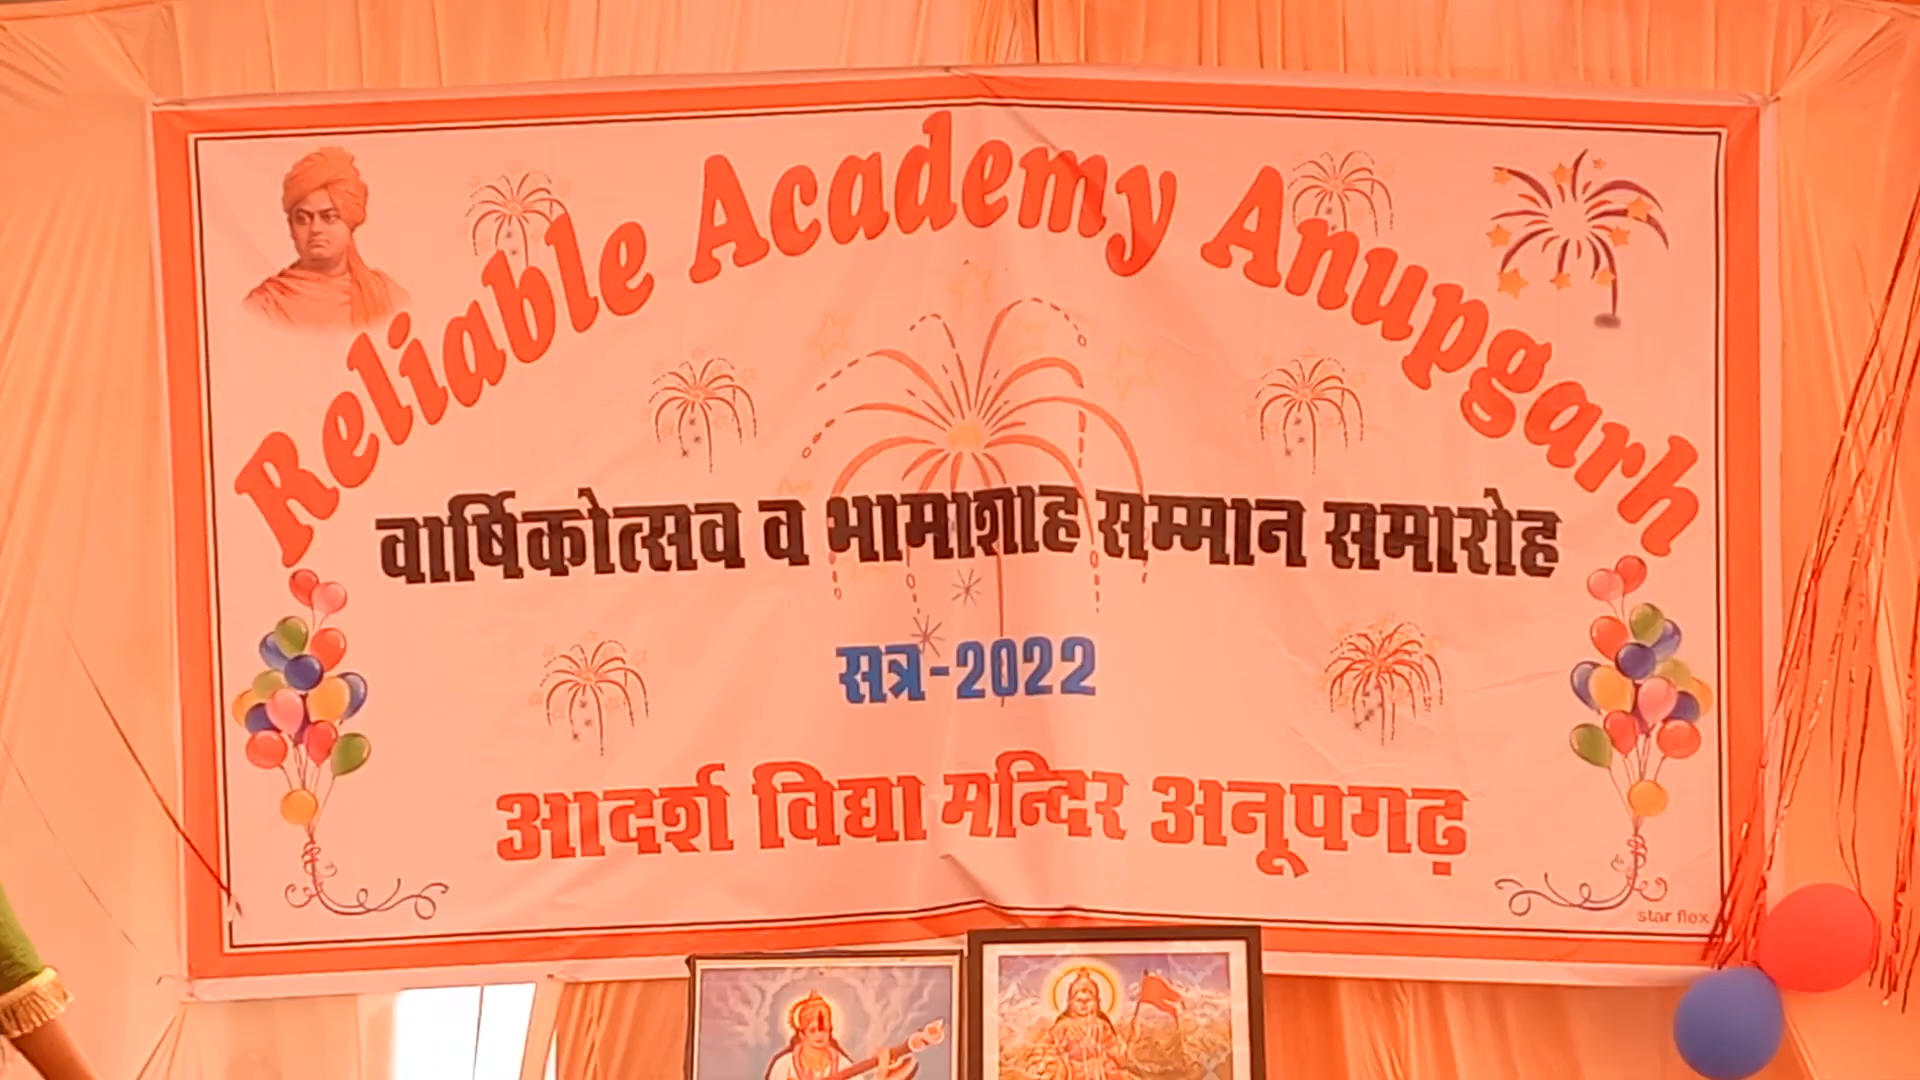 Reliable Academy Anupgarh
वार्षिकोत्सव व भामाशाह सम्मान समारोह
सत्र-2022
आदर्श विद्या मन्दिर अनूपगढ़
star flex